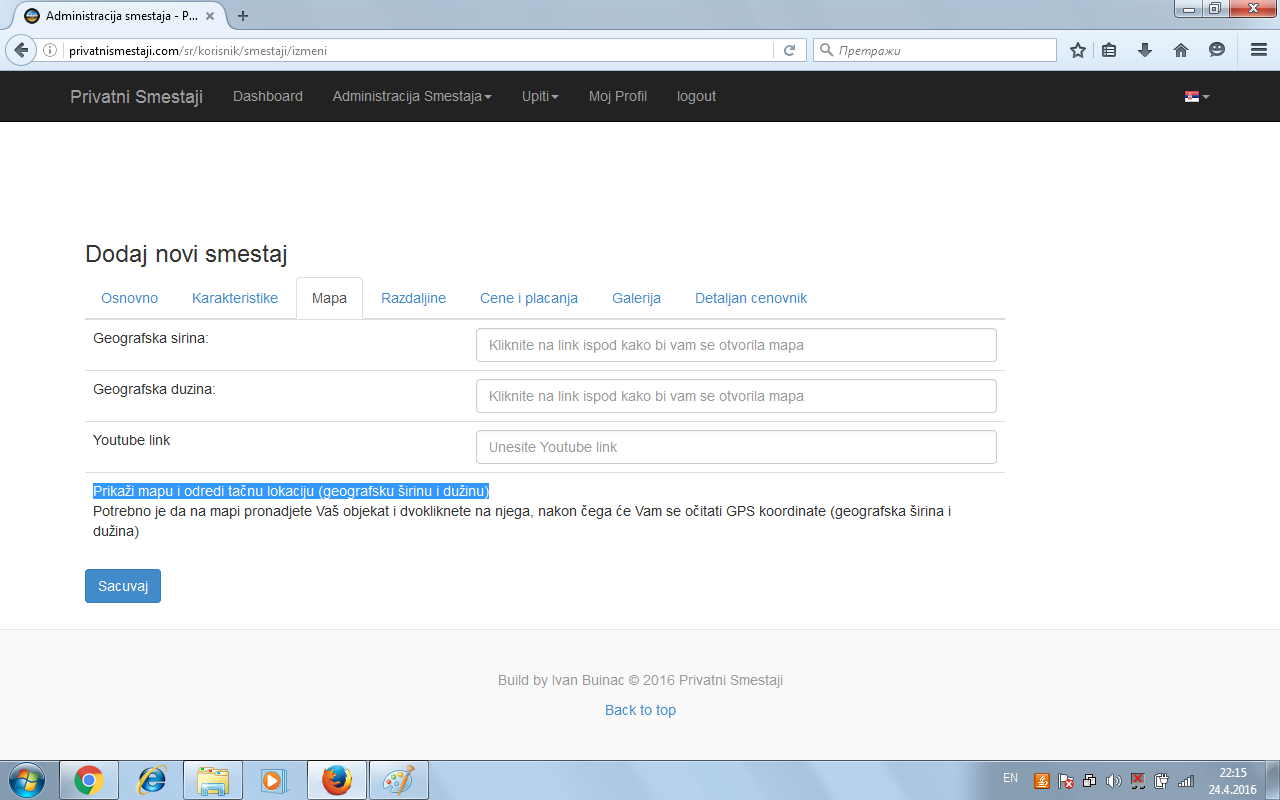 Administracija smestaja - P...
privatnismestaji.com/sr/korisnik/smestaji/izmeni
Претражи
Privatni Smestaji
Dashboard
Administracija Smestaja
Upiti
Moj Profil
logout
Dodaj novi smestaj
Osnovno
Karakteristike
Mapa
Razdaljine
Cene i placanja
Galerija
Detaljan cenovnik
Geografska sirina:
Kliknite na link ispod kako bi vam se otvorila mapa
Geografska duzina:
Kliknite na link ispod kako bi vam se otvorila mapa
Youtube link
Unesite Youtube link
Prikaži mapu i odredi tačnu lokaciju (geografsku širinu i dužinu)
Potrebno je da na mapi pronadjete Vaš objekat i dvokliknete na njega, nakon čega će Vam se očitati GPS koordinate (geografska širina i
dužina)
Sacuvaj
Build by Ivan Buinac © 2016 Privatni Smestaji
Back to top
EN
22:15
24.4.2016